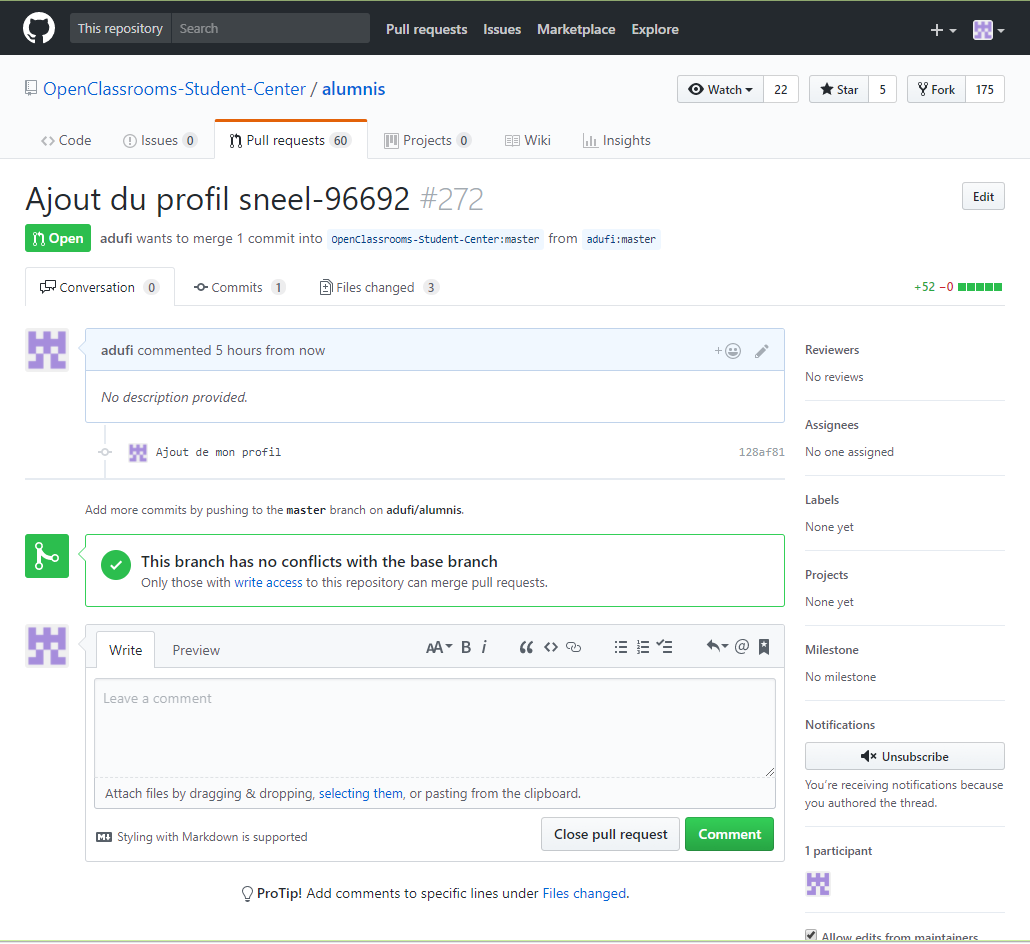 This repository Search Pull requests Issues Marketplace Explore
OpenClassrooms-Student-Center / alumnis Watch 22 Star 5 Fork 175
Code Issues 0 Pull requests 60 Projects 0 Wiki Insights
Ajout du profil sneel-96692 #272 Edit
Open adufi wants to merge 1 commit into OpenClassrooms-Student-Center:master from adufi:master
Conversation 0 Commits 1 Files changed 3 +52 −0
adufi commented 5 hours from now
No description provided.
Ajout de mon profil 128af81
Add more commits by pushing to the master branch on adufi/alumnis.
This branch has no conflicts with the base branch
Only those with write access to this repository can merge pull requests.
Write Preview AA B i
Leave a comment
Attach files by dragging & dropping, selecting them, or pasting from the clipboard.
Styling with Markdown is supported Close pull request Comment
ProTip! Add comments to specific lines under Files changed.
Reviewers
No reviews
Assignees
No one assigned
Labels
None yet
Projects
None yet
Milestone
No milestone
Notifications
Unsubscribe
You're receiving notifications because
you authored the thread.
1 participant
Allow edits from maintainers